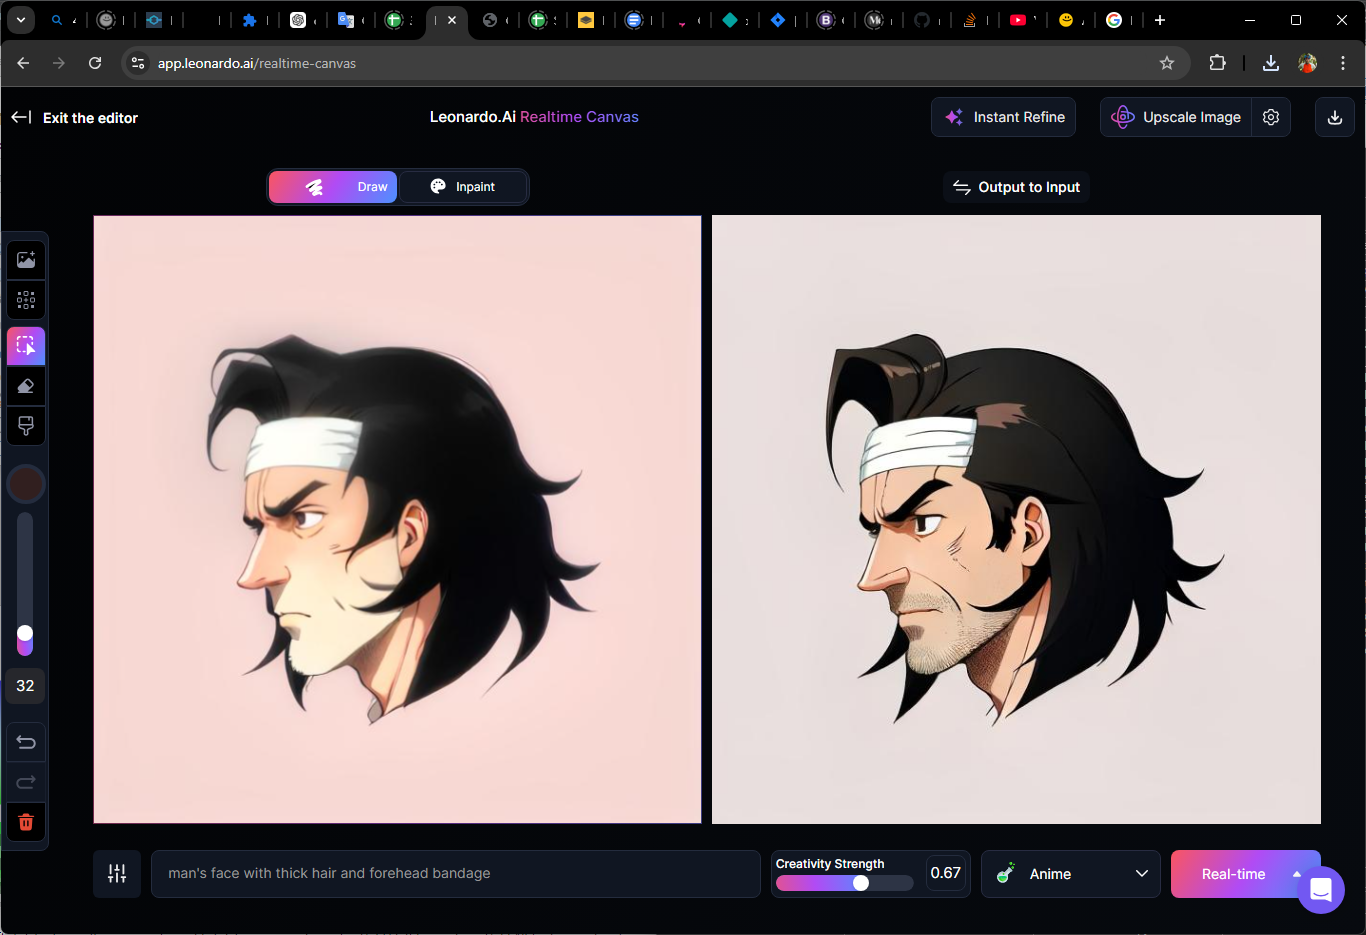 app.leonardo.ai/realtime-canvas
Exit the editor
Leonardo.Ai Realtime Canvas
Instant Refine
Upscale Image
Draw
Inpaint
Output to Input
32
man's face with thick hair and forehead bandage
Creativity Strength
0.67
Anime
Real-time